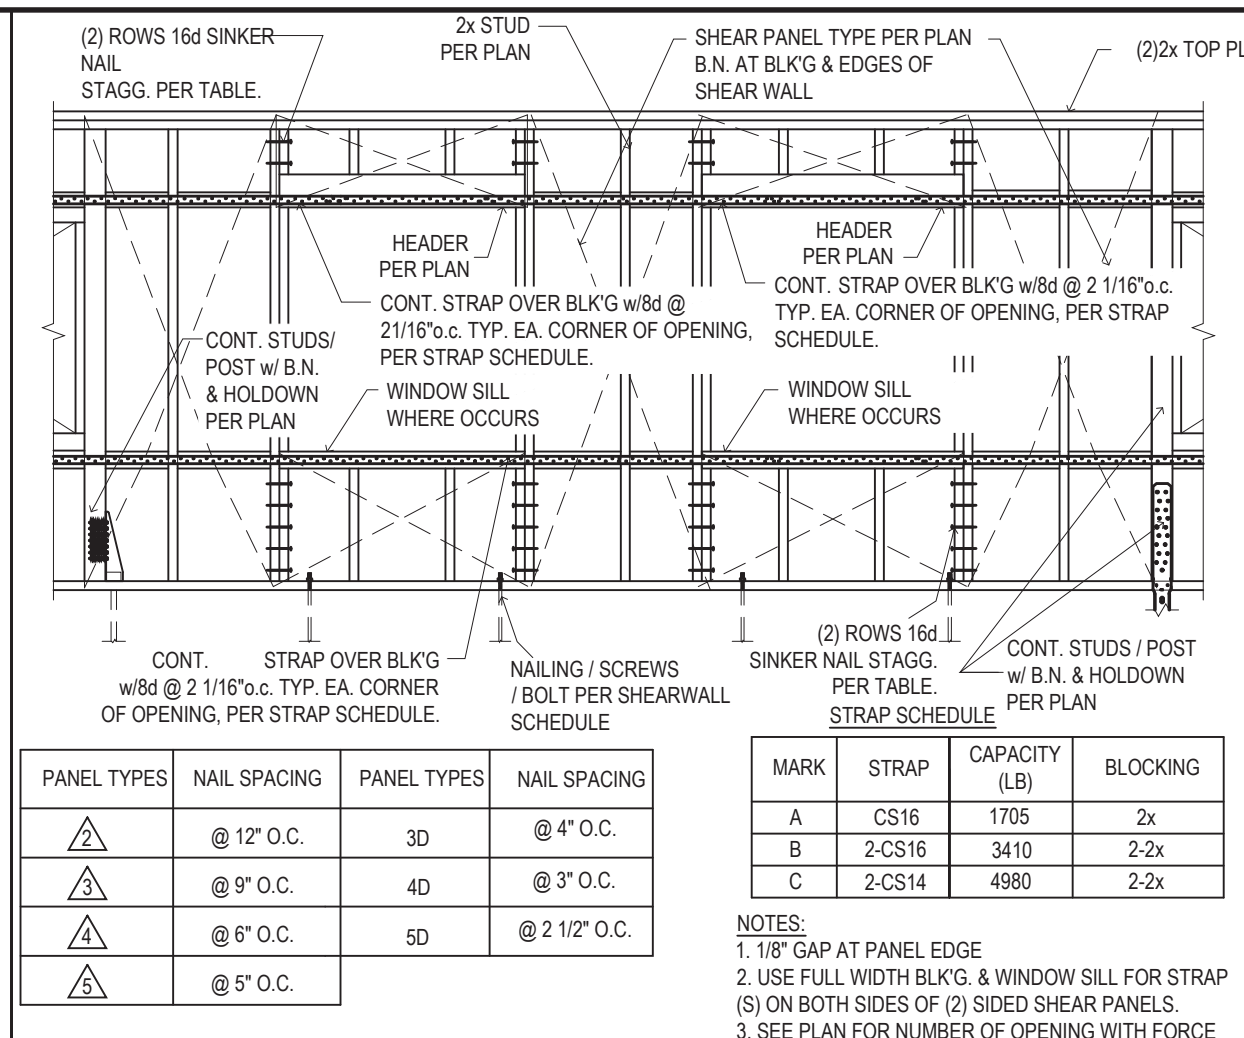 (2) ROWS 16d SINKER
NAIL
STAGG. PER TABLE.
2x STUD
PER PLAN
SHEAR PANEL TYPE PER PLAN
B.N. AT BLK'G & EDGES OF
SHEAR WALL
(2)2x TOP PL
HEADER
PER PLAN
HEADER
PER PLAN
CONT. STRAP OVER BLK'G w/8d @
21/16"o.c. TYP. EA. CORNER OF OPENING,
PER STRAP SCHEDULE.
CONT. STRAP OVER BLK'G w/8d @ 2 1/16"o.c.
TYP. EA. CORNER OF OPENING, PER STRAP
SCHEDULE.
CONT. STUDS/
POST w/ B.N.
& HOLDOWN
PER PLAN
WINDOW SILL
WHERE OCCURS
WINDOW SILL
WHERE OCCURS
CONT. STRAP OVER BLK'G
w/8d @ 2 1/16"o.c. TYP. EA. CORNER
OF OPENING, PER STRAP SCHEDULE.
NAILING / SCREWS
/ BOLT PER SHEARWALL
SCHEDULE
(2) ROWS 16d
SINKER NAIL STAGG.
PER TABLE.
CONT. STUDS / POST
w/ B.N. & HOLDOWN
PER PLAN
PANEL TYPES NAIL SPACING PANEL TYPES NAIL SPACING
2 @ 12" O.C. 3D @ 4" O.C.
3 @ 9" O.C. 4D @ 3" O.C.
4 @ 6" O.C. 5D @ 2 1/2" O.C.
5 @ 5" O.C.
STRAP SCHEDULE
MARK STRAP CAPACITY (LB) BLOCKING
A CS16 1705 2x
B 2-CS16 3410 2-2x
C 2-CS14 4980 2-2x
NOTES:
1. 1/8" GAP AT PANEL EDGE
2. USE FULL WIDTH BLK'G. & WINDOW SILL FOR STRAP
(S) ON BOTH SIDES OF (2) SIDED SHEAR PANELS.
3. SEE PLAN FOR NUMBER OF OPENING WITH FORCE